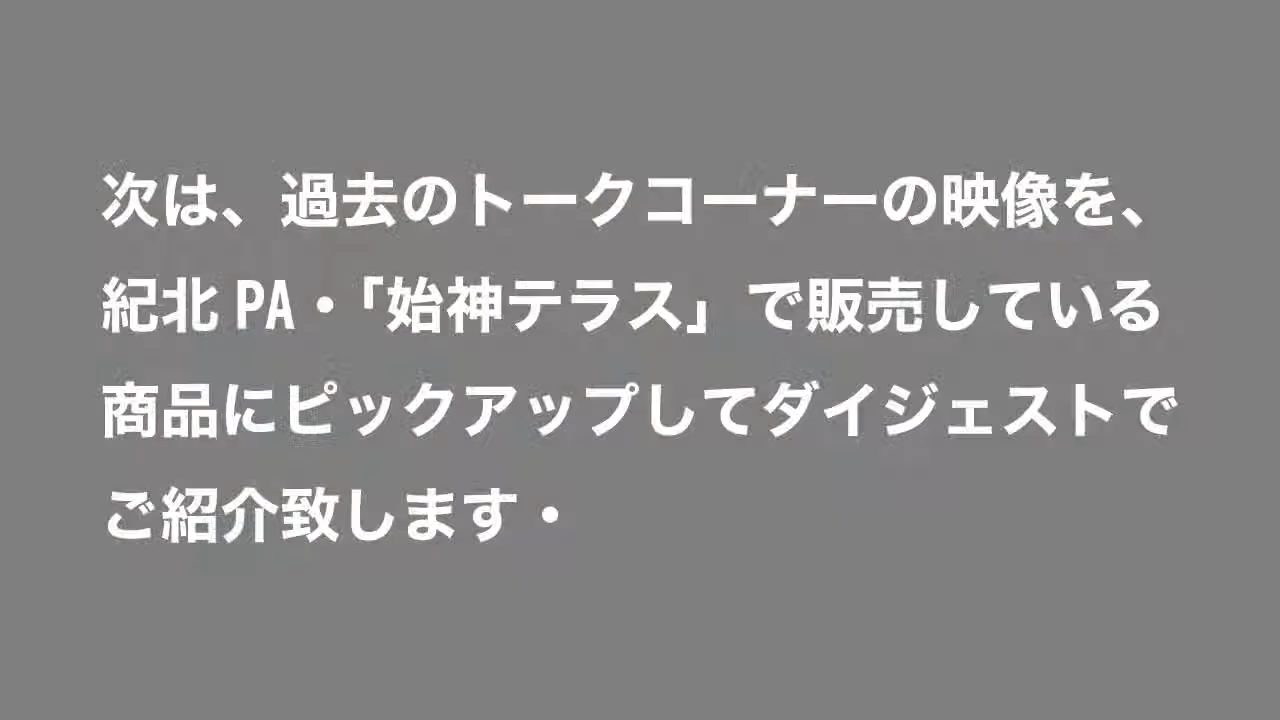 次は、過去のトークコーナーの映像を、
紀北PA・「始神テラス」で販売している
商品にピックアップしてダイジェストで
ご紹介致します・